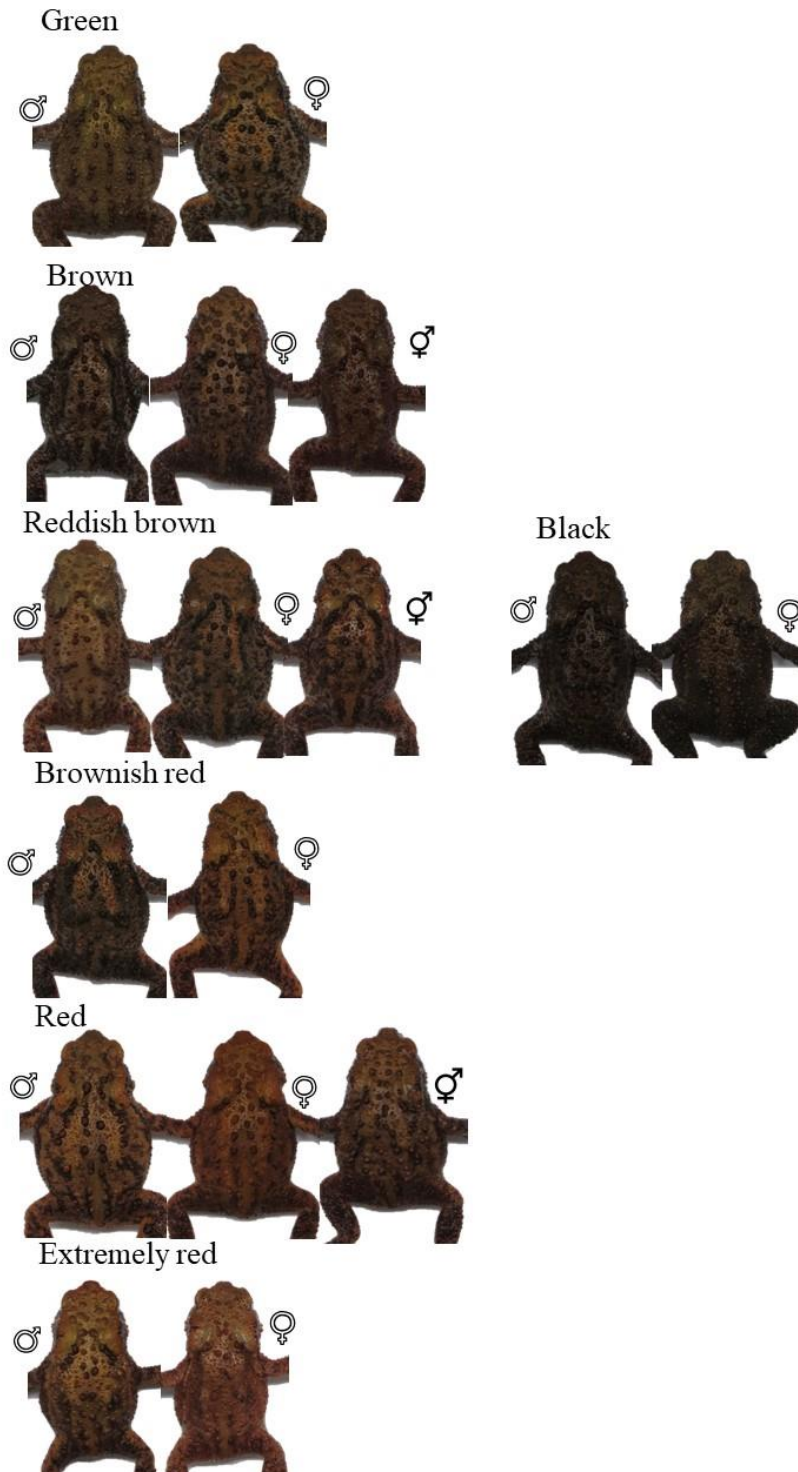 Green
♂ ♀
Brown
♂ ♀ ⚥
Reddish brown
♂ ♀ ⚥
Black
♂ ♀
Brownish red
♂ ♀
Red
♂ ♀ ⚥
Extremely red
♂ ♀